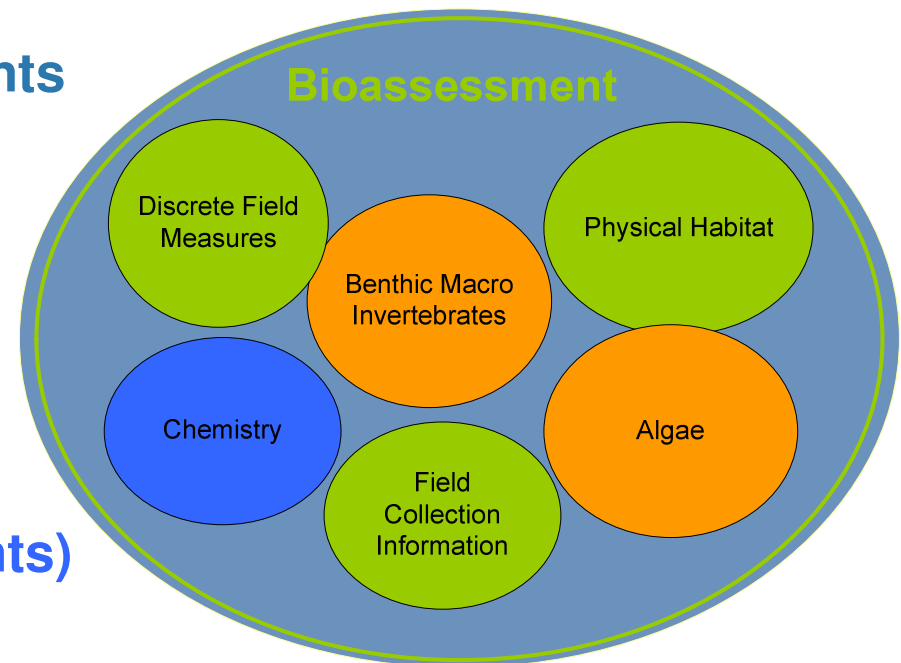 nts
Bioassessment
Discrete Field
Measures
Physical Habitat
Benthic Macro
Invertebrates
Chemistry
Algae
Field
Collection
Information
nts)